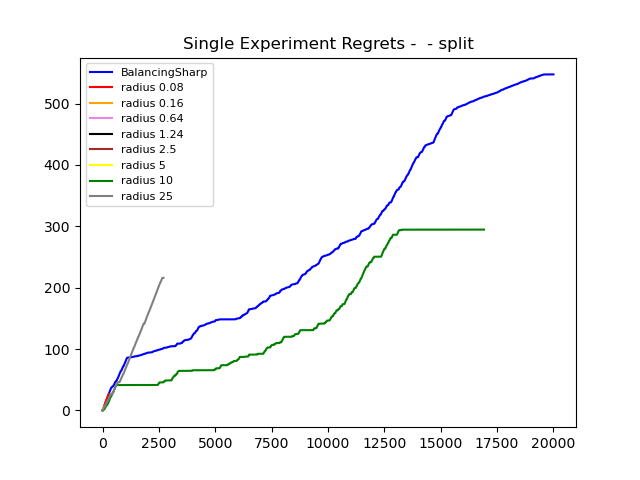 Single Experiment Regrets -  - split
BalancingSharp
radius 0.08
radius 0.16
radius 0.64
radius 1.24
radius 2.5
radius 5
radius 10
radius 25
500
400
300
200
100
0
0 2500 5000 7500 10000 12500 15000 17500 20000